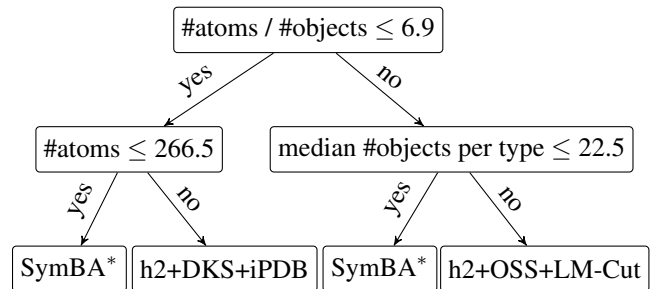 #atoms / #objects ≤ 6.9
yes
no
#atoms ≤ 266.5
median #objects per type ≤ 22.5
yes
no
yes
no
SymBA*
h2+DKS+iPDB
SymBA*
h2+OSS+LM-Cut